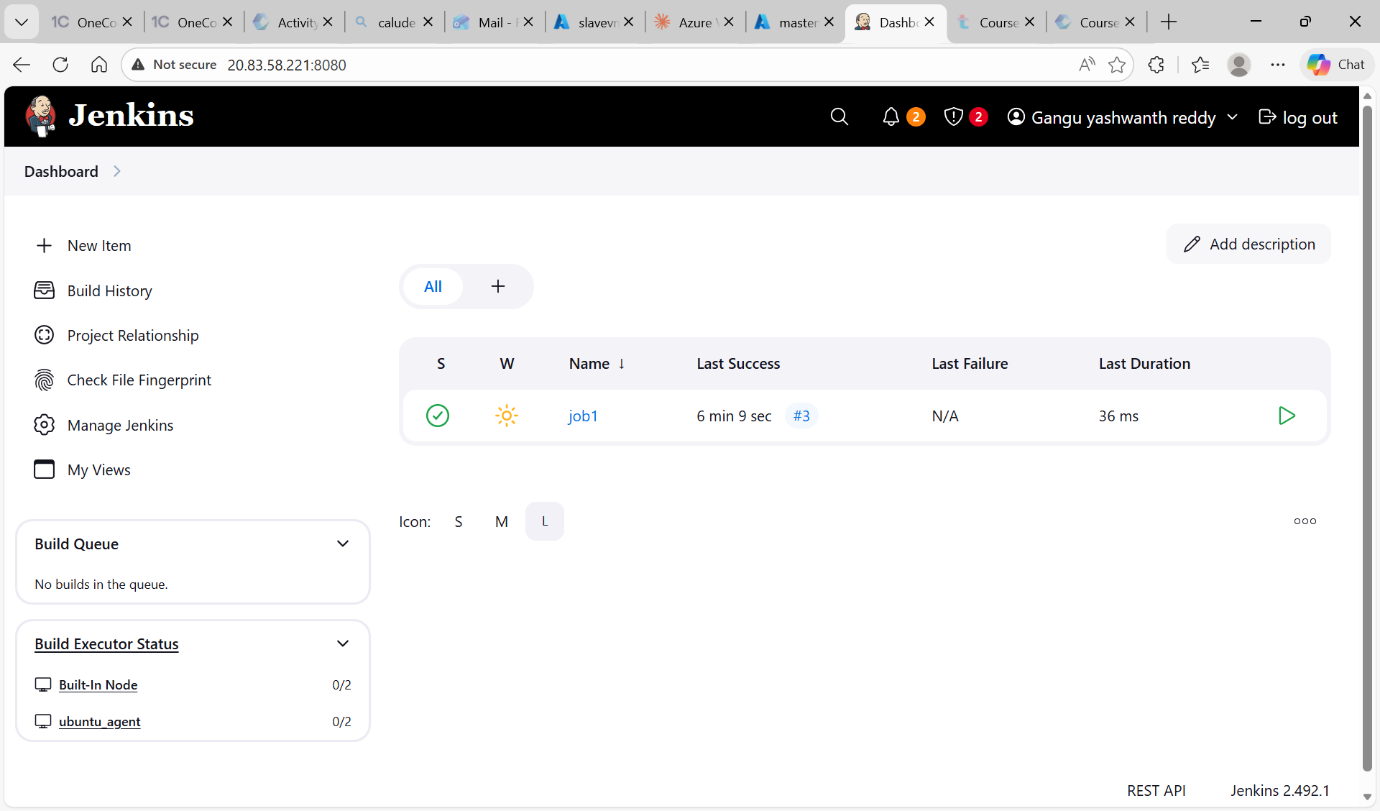 1C OneCo
1C OneCo
Activity
calude
Mail -
slavevm
Azure
master
Dashbo
Course
Course
Not secure 20.83.58.221:8080
Chat
Jenkins
2
2
Gangu yashwanth reddy
log out
Dashboard
New Item
Build History
Project Relationship
Check File Fingerprint
Manage Jenkins
My Views
Add description
All +
S W Name ↓ Last Success Last Failure Last Duration
job1 6 min 9 sec #3 N/A 36 ms
Icon: S M L
Build Queue
No builds in the queue.
Build Executor Status
Built-In Node 0/2
ubuntu_agent 0/2
REST API Jenkins 2.492.1